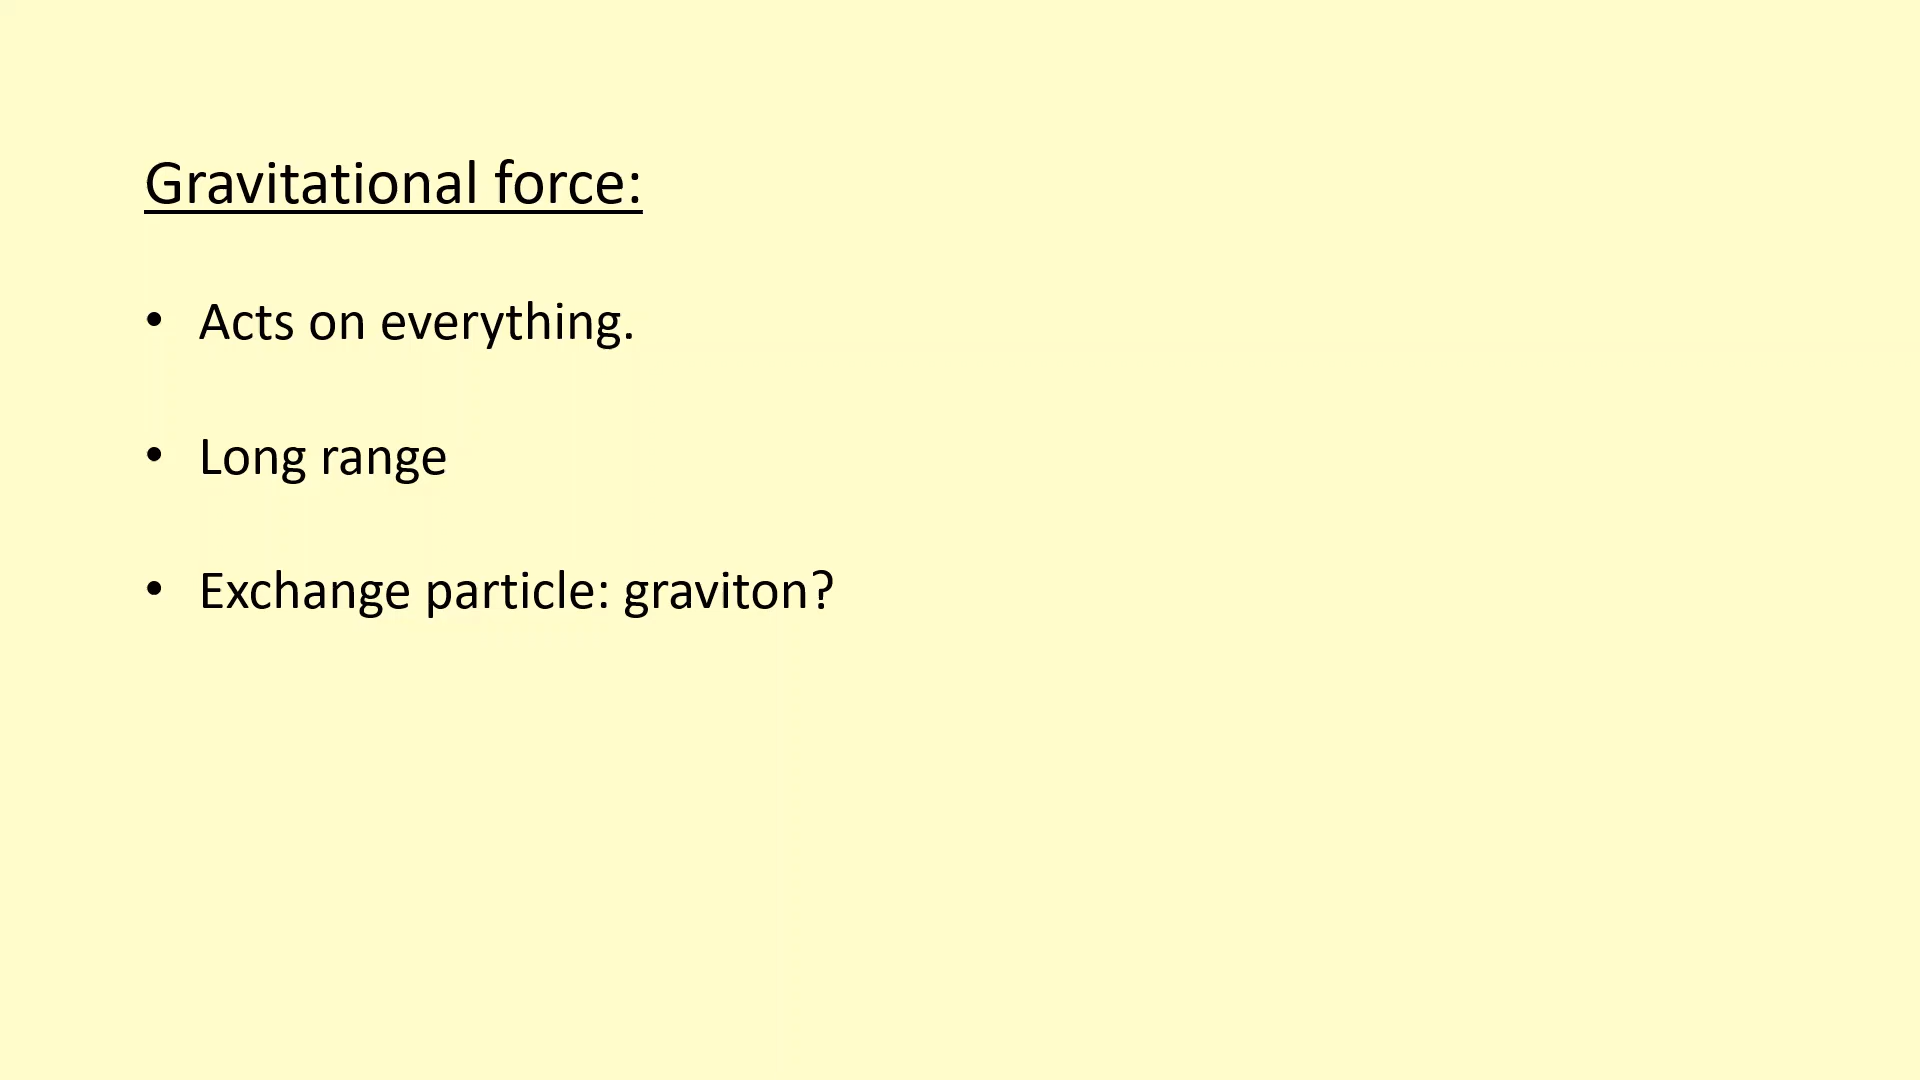 Gravitational force:
• Acts on everything.
• Long range
• Exchange particle: graviton?